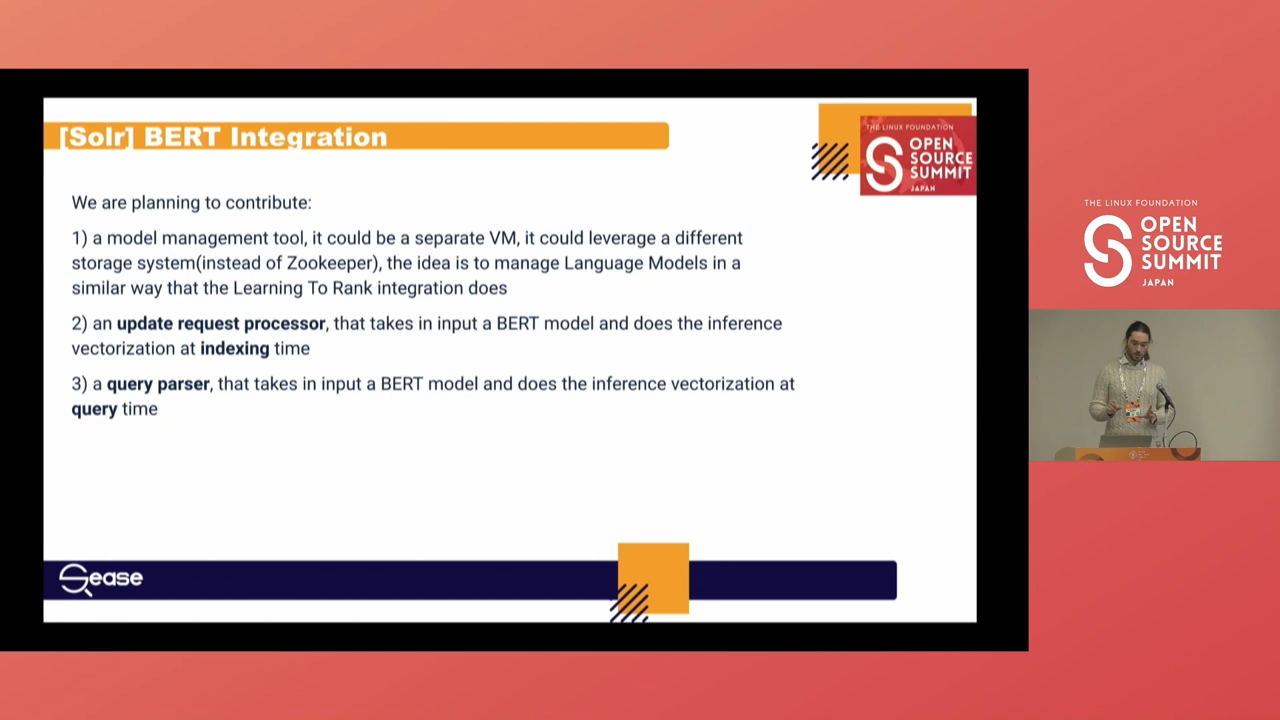 [Solr] BERT Integration
THE LINUX FOUNDATION
OPEN
SOURCE
SUMMIT
JAPAN
We are planning to contribute:
1) a model management tool, it could be a separate VM, it could leverage a different
storage system(instead of Zookeeper), the idea is to manage Language Models in a
similar way that the Learning To Rank integration does
2) an update request processor, that takes in input a BERT model and does the inference
vectorization at indexing time
3) a query parser, that takes in input a BERT model and does the inference vectorization at
query time
Sease
THE LINUX FOUNDATION
OPEN
SOURCE
SUMMIT
JAPAN